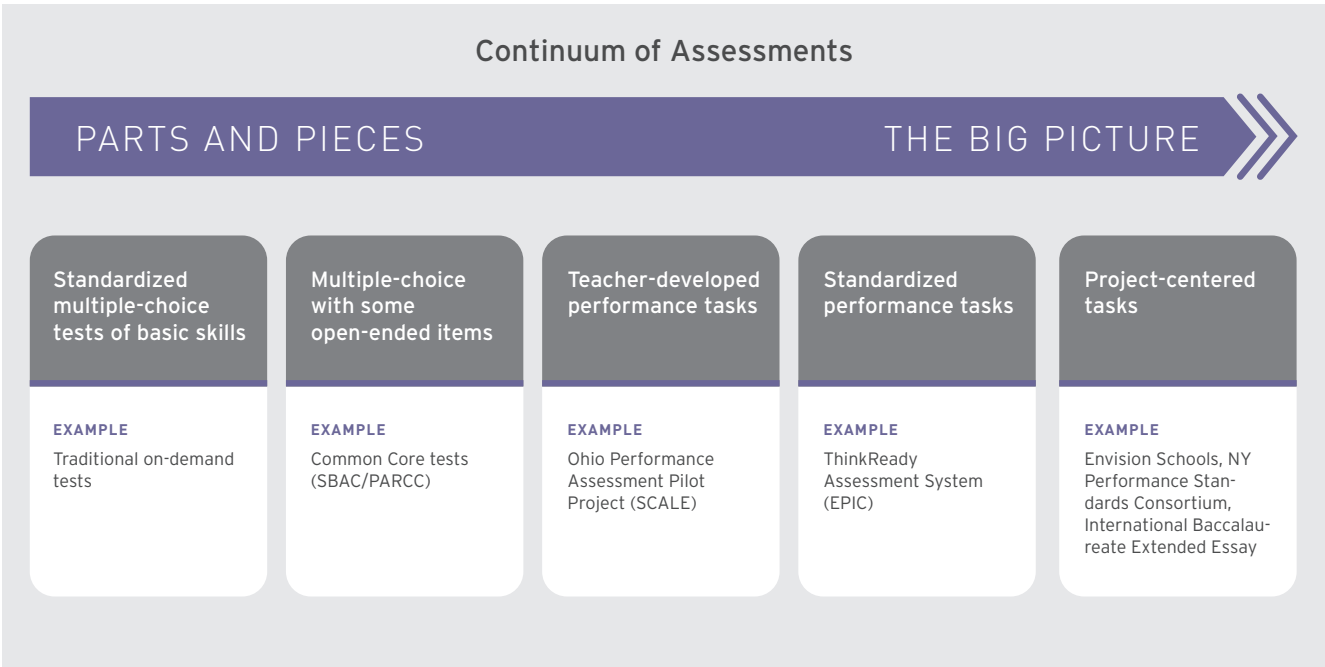 Continuum of Assessments
PARTS AND PIECES
THE BIG PICTURE
Standardized
multiple-choice
tests of basic skills
EXAMPLE
Traditional on-demand
tests
Multiple-choice
with some
open-ended items
EXAMPLE
Common Core tests
(SBAC/PARCC)
Teacher-developed
performance tasks
EXAMPLE
Ohio Performance
Assessment Pilot
Project (SCALE)
Standardized
performance tasks
EXAMPLE
ThinkReady
Assessment System
(EPIC)
Project-centered
tasks
EXAMPLE
Envision Schools, NY
Performance Stan-
dards Consortium,
International Baccalau-
reate Extended Essay